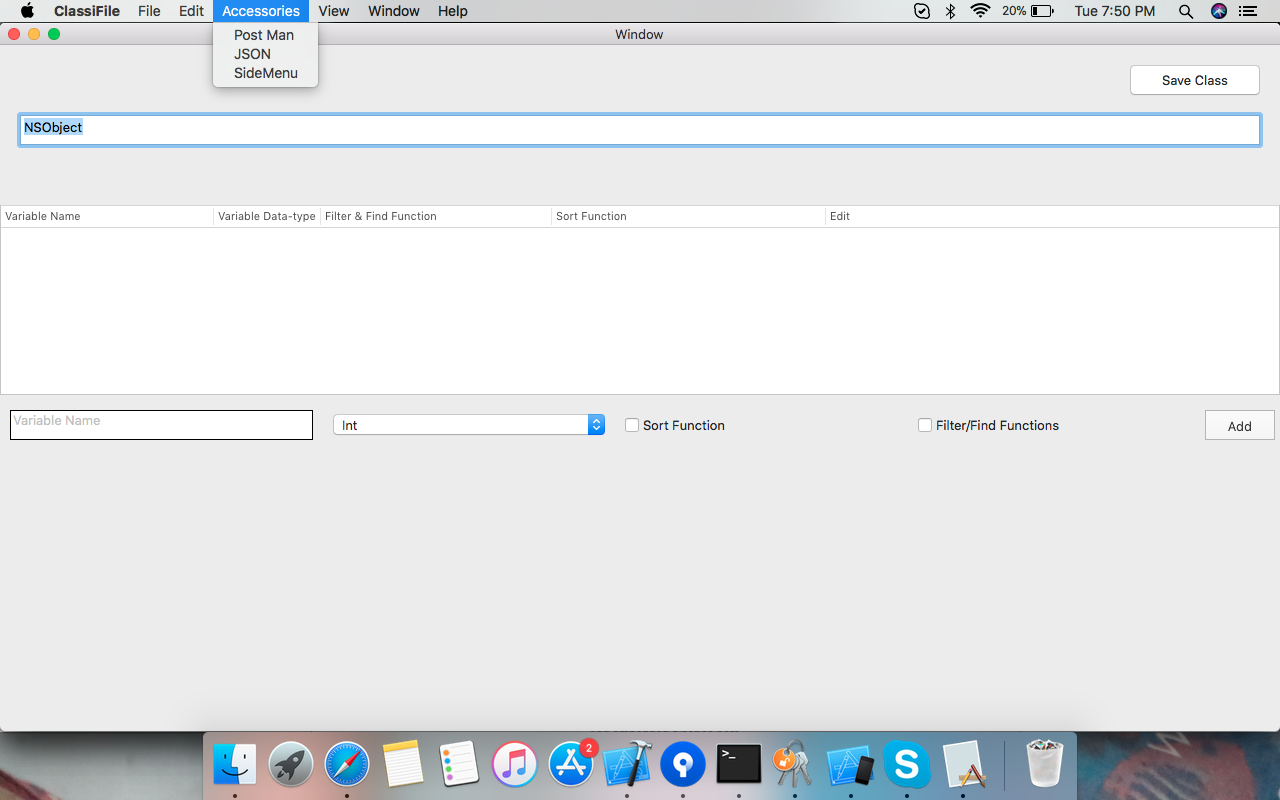 ClassiFile File Edit Accessories View Window Help 20% Tue 7:50 PM
Window
Post Man
JSON
SideMenu
Save Class
NSObject
Variable Name Variable Data-type Filter & Find Function Sort Function Edit
Variable Name Int Sort Function Filter/Find Functions Add
2
>_
S